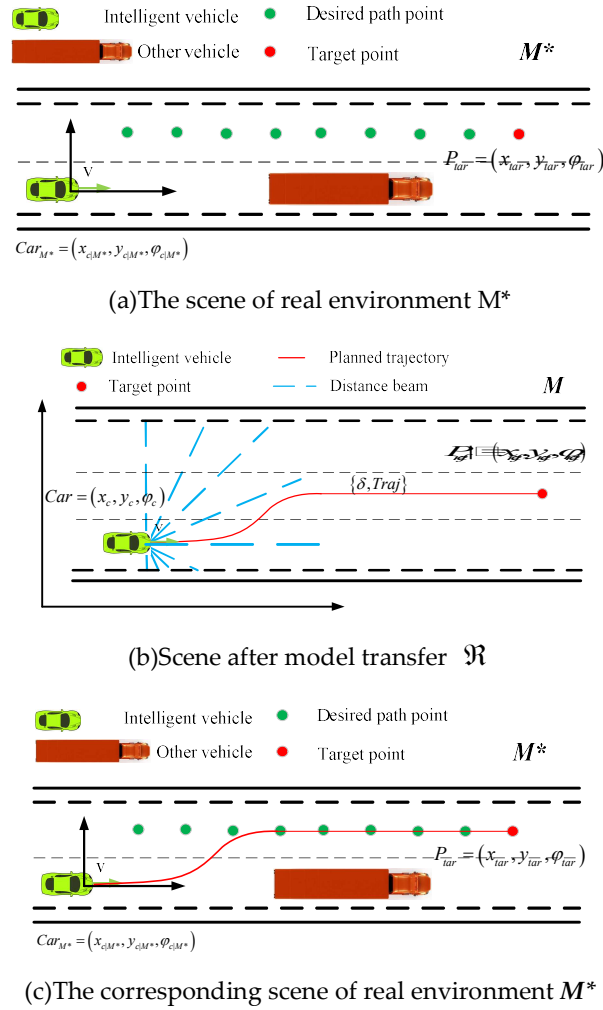 Intelligent vehicle Desired path point
Other vehicle Target point M*
V
P_tar = (x_tar, y_tar, φ_tar)
Car_M* = (x_c|M*, y_c|M*, φ_c|M*)
(a)The scene of real environment M*
Intelligent vehicle Planned trajectory
Target point Distance beam M
Car = (x_c, y_c, φ_c) {δ,Traj}
V
(b)Scene after model transfer ℜ
Intelligent vehicle Desired path point
Other vehicle Target point M*
V
P_tar = (x_tar, y_tar, φ_tar)
Car_M* = (x_c|M*, y_c|M*, φ_c|M*)
(c)The corresponding scene of real environment M*